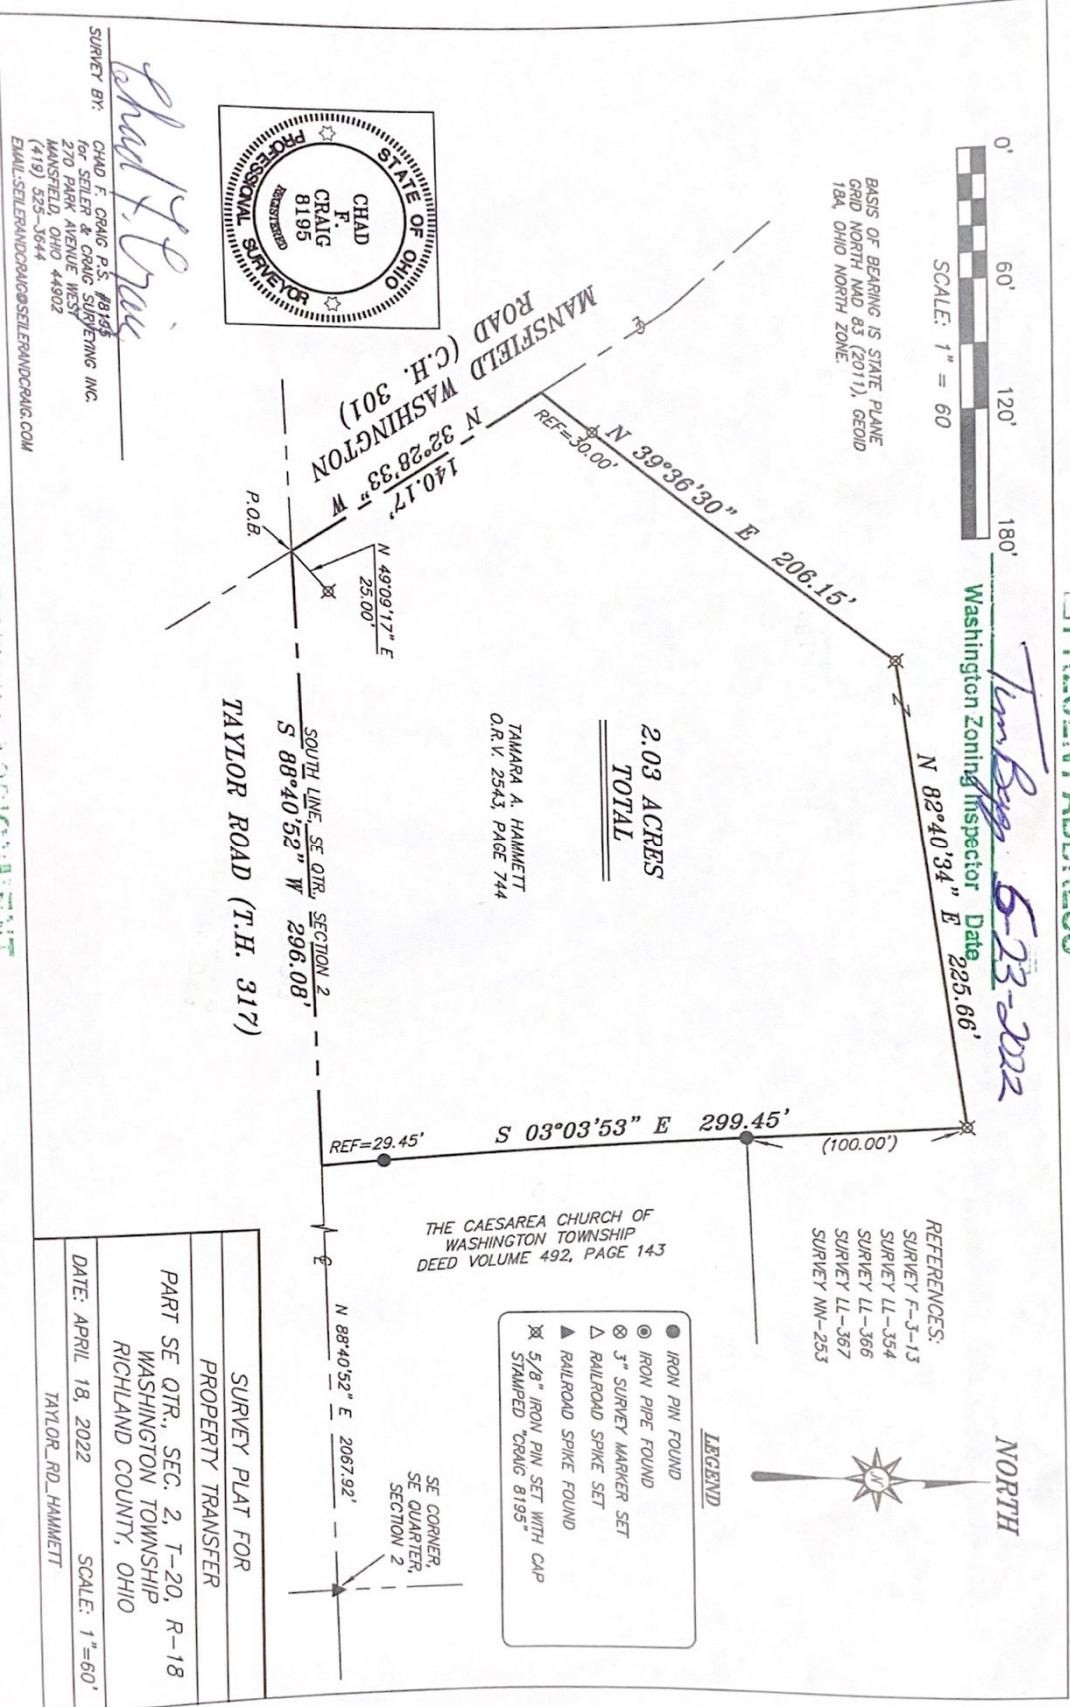 Tim B 5-23-2022
Washington Zoning Inspector Date
0' 60' 120' 180'
SCALE: 1" = 60
BASIS OF BEARING IS STATE PLANE
GRID NORTH NAD 83 (2011), GEOID
18A, OHIO NORTH ZONE.
NORTH
N
REFERENCES:
SURVEY F-3-13
SURVEY LL-354
SURVEY LL-366
SURVEY LL-367
SURVEY NN-253
N 82°40'34" E 225.66'
N 39°36'30" E 206.15'
REF=30.00'
MANSFIELD WASHINGTON
ROAD (C.H. 301)
N 32°28'33" W
140.17'
N 49°09'17" E
25.00'
P.O.B.
2.03 ACRES
TOTAL
TAMARA A. HAMMETT
O.R.V. 2543, PAGE 744
SOUTH LINE, SE QTR., SECTION 2
S 88°40'52" W 296.08'
TAYLOR ROAD (T.H. 317)
S 03°03'53" E 299.45'
(100.00')
REF=29.45'
THE CAESAREA CHURCH OF
WASHINGTON TOWNSHIP
DEED VOLUME 492, PAGE 143
N 88°40'52" E 2067.92'
SE CORNER,
SE QUARTER,
SECTION 2
LEGEND
IRON PIN FOUND
IRON PIPE FOUND
3" SURVEY MARKER SET
RAILROAD SPIKE SET
RAILROAD SPIKE FOUND
5/8" IRON PIN SET WITH CAP
STAMPED "CRAIG 8195"
STATE OF OHIO
CHAD
F.
CRAIG
8195
REGISTERED
PROFESSIONAL SURVEYOR
Chad F. Craig
SURVEY BY: CHAD F. CRAIG P.S. #8195
for SEILER & CRAIG SURVEYING INC.
270 PARK AVENUE WEST
MANSFIELD, OHIO 44902
(419) 525-3644
EMAIL:SEILERANDCRAIG@SEILERANDCRAIG.COM
SURVEY PLAT FOR
PROPERTY TRANSFER
PART SE QTR., SEC. 2, T-20, R-18
WASHINGTON TOWNSHIP
RICHLAND COUNTY, OHIO
DATE: APRIL 18, 2022 SCALE: 1"=60'
TAYLOR_RD_HAMMETT